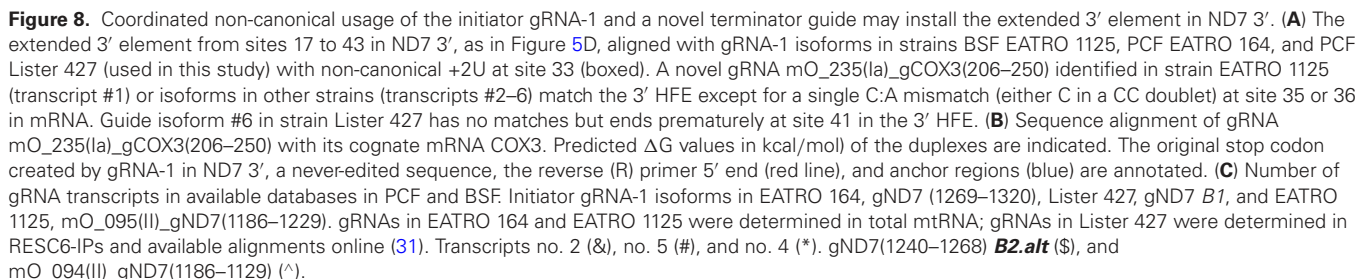 Figure 8. Coordinated non-canonical usage of the initiator gRNA-1 and a novel terminator guide may install the extended 3′ element in ND7 3′. (A) The
extended 3′ element from sites 17 to 43 in ND7 3′, as in Figure 5D, aligned with gRNA-1 isoforms in strains BSF EATRO 1125, PCF EATRO 164, and PCF
Lister 427 (used in this study) with non-canonical +2U at site 33 (boxed). A novel gRNA mO_235(Ia)_gCOX3(206–250) identified in strain EATRO 1125
(transcript #1) or isoforms in other strains (transcripts #2–6) match the 3′ HFE except for a single C:A mismatch (either C in a CC doublet) at site 35 or 36
in mRNA. Guide isoform #6 in strain Lister 427 has no matches but ends prematurely at site 41 in the 3′ HFE. (B) Sequence alignment of gRNA
mO_235(Ia)_gCOX3(206–250) with its cognate mRNA COX3. Predicted ΔG values in kcal/mol) of the duplexes are indicated. The original stop codon
created by gRNA-1 in ND7 3′, a never-edited sequence, the reverse (R) primer 5′ end (red line), and anchor regions (blue) are annotated. (C) Number of
gRNA transcripts in available databases in PCF and BSF. Initiator gRNA-1 isoforms in EATRO 164, gND7 (1269–1320), Lister 427, gND7 B1, and EATRO
1125, mO_095(II)_gND7(1186–1229). gRNAs in EATRO 164 and EATRO 1125 were determined in total mtRNA; gRNAs in Lister 427 were determined in
RESC6-IPs and available alignments online (31). Transcripts no. 2 (&), no. 5 (#), and no. 4 (*). gND7(1240–1268) B2.alt ($), and
mO_094(II)_gND7(1186–1129) (^).